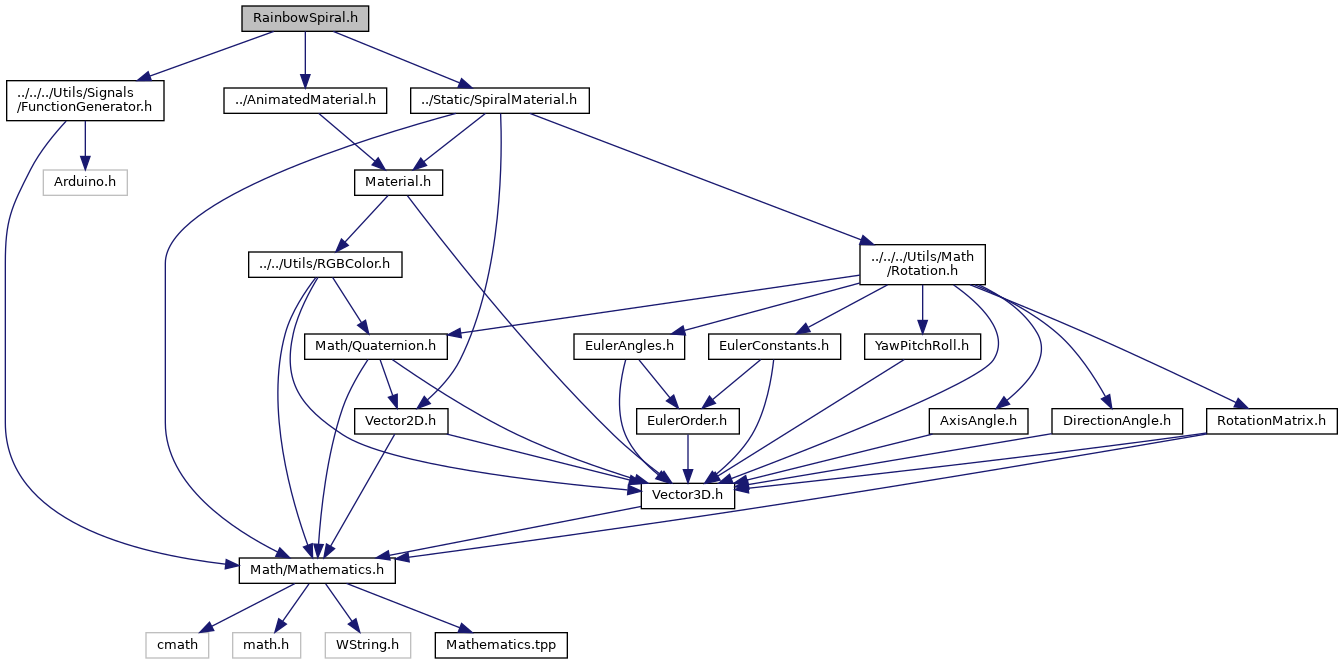 RainbowSpiral.h
../../../Utils/Signals
/FunctionGenerator.h
../AnimatedMaterial.h
../Static/SpiralMaterial.h
Arduino.h
Material.h
../../Utils/RGBColor.h
../../../Utils/Math
/Rotation.h
Math/Quaternion.h
EulerAngles.h
EulerConstants.h
YawPitchRoll.h
Vector2D.h
EulerOrder.h
AxisAngle.h
DirectionAngle.h
RotationMatrix.h
Vector3D.h
Math/Mathematics.h
cmath
math.h
WString.h
Mathematics.tpp